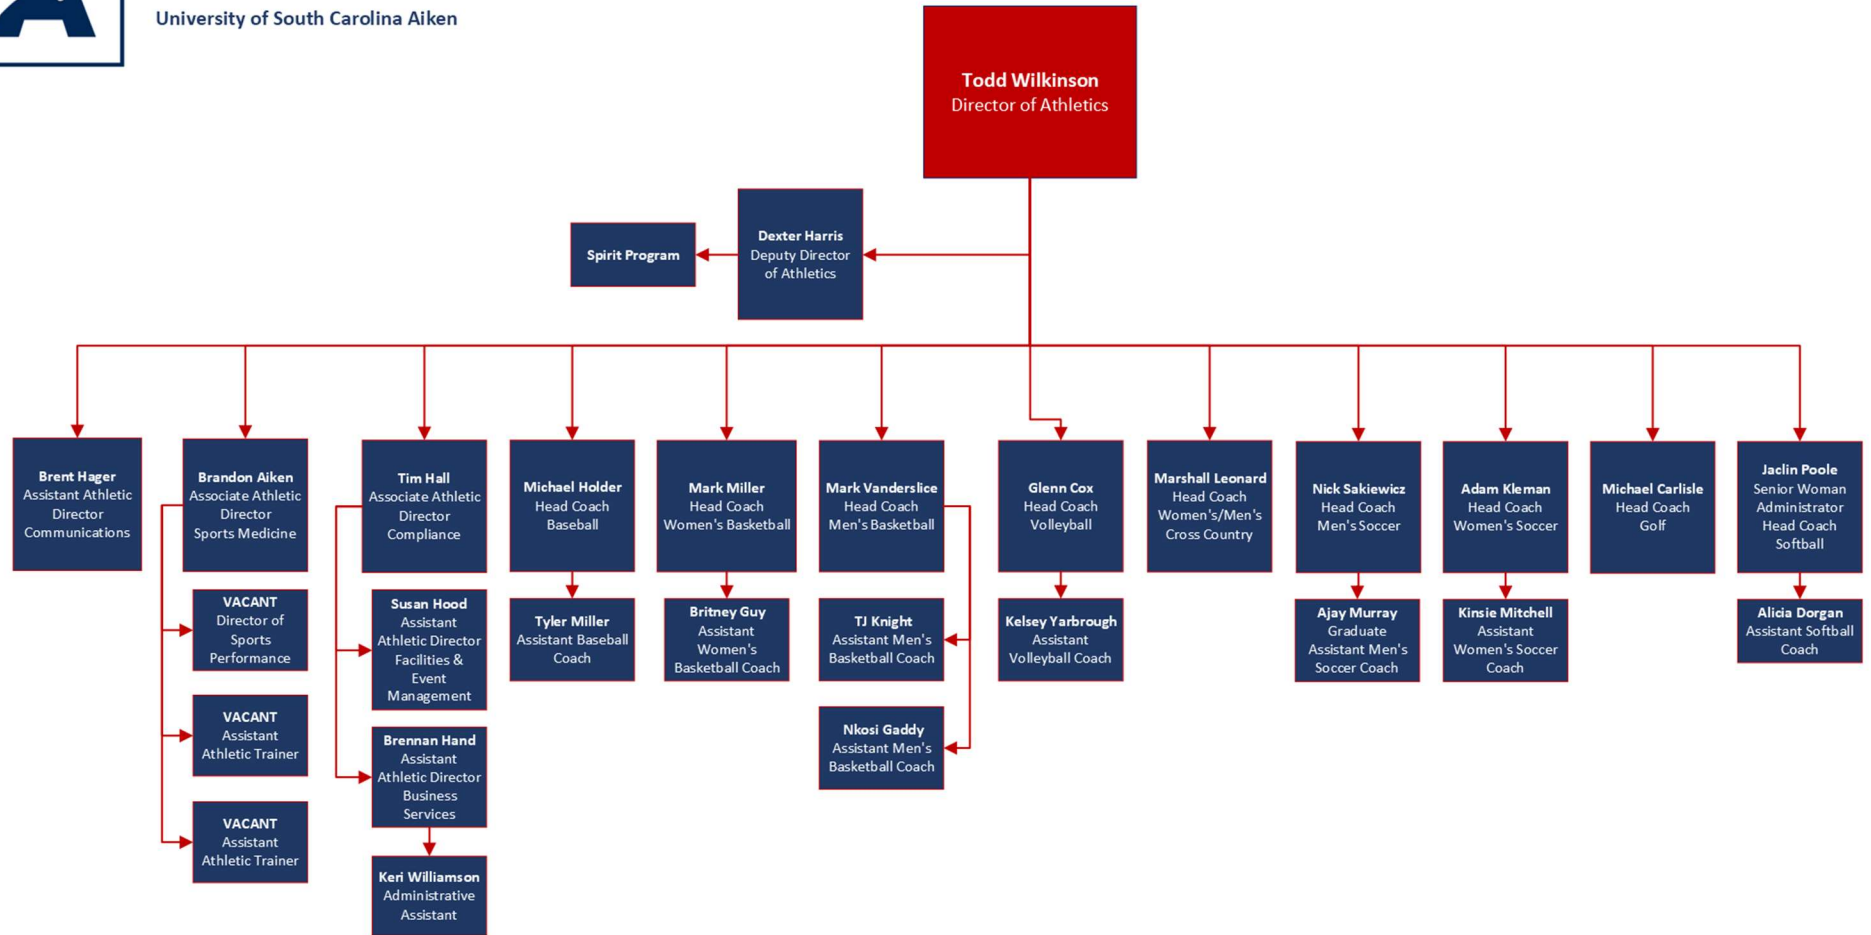 University of South Carolina Aiken
Todd Wilkinson
Director of Athletics
Dexter Harris
Deputy Director
of Athletics
Spirit Program
Brent Hager
Assistant Athletic
Director
Communications
Brandon Aiken
Associate Athletic
Director
Sports Medicine
VACANT
Director of
Sports
Performance
VACANT
Assistant
Athletic Trainer
VACANT
Assistant
Athletic Trainer
Tim Hall
Associate Athletic
Director
Compliance
Susan Hood
Assistant
Athletic Director
Facilities &
Event
Management
Brennan Hand
Assistant
Athletic Director
Business
Services
Keri Williamson
Administrative
Assistant
Michael Holder
Head Coach
Baseball
Tyler Miller
Assistant Baseball
Coach
Mark Miller
Head Coach
Women's Basketball
Britney Guy
Assistant
Women's
Basketball Coach
Mark Vanderslice
Head Coach
Men's Basketball
TJ Knight
Assistant Men's
Basketball Coach
Nkosi Gaddy
Assistant Men's
Basketball Coach
Glenn Cox
Head Coach
Volleyball
Kelsey Yarbrough
Assistant
Volleyball Coach
Marshall Leonard
Head Coach
Women's/Men's
Cross Country
Nick Sakiewicz
Head Coach
Men's Soccer
Ajay Murray
Graduate
Assistant Men's
Soccer Coach
Adam Kleman
Head Coach
Women's Soccer
Kinsie Mitchell
Assistant
Women's Soccer
Coach
Michael Carlisle
Head Coach
Golf
Jaclin Poole
Senior Woman
Administrator
Head Coach
Softball
Alicia Dorgan
Assistant Softball
Coach